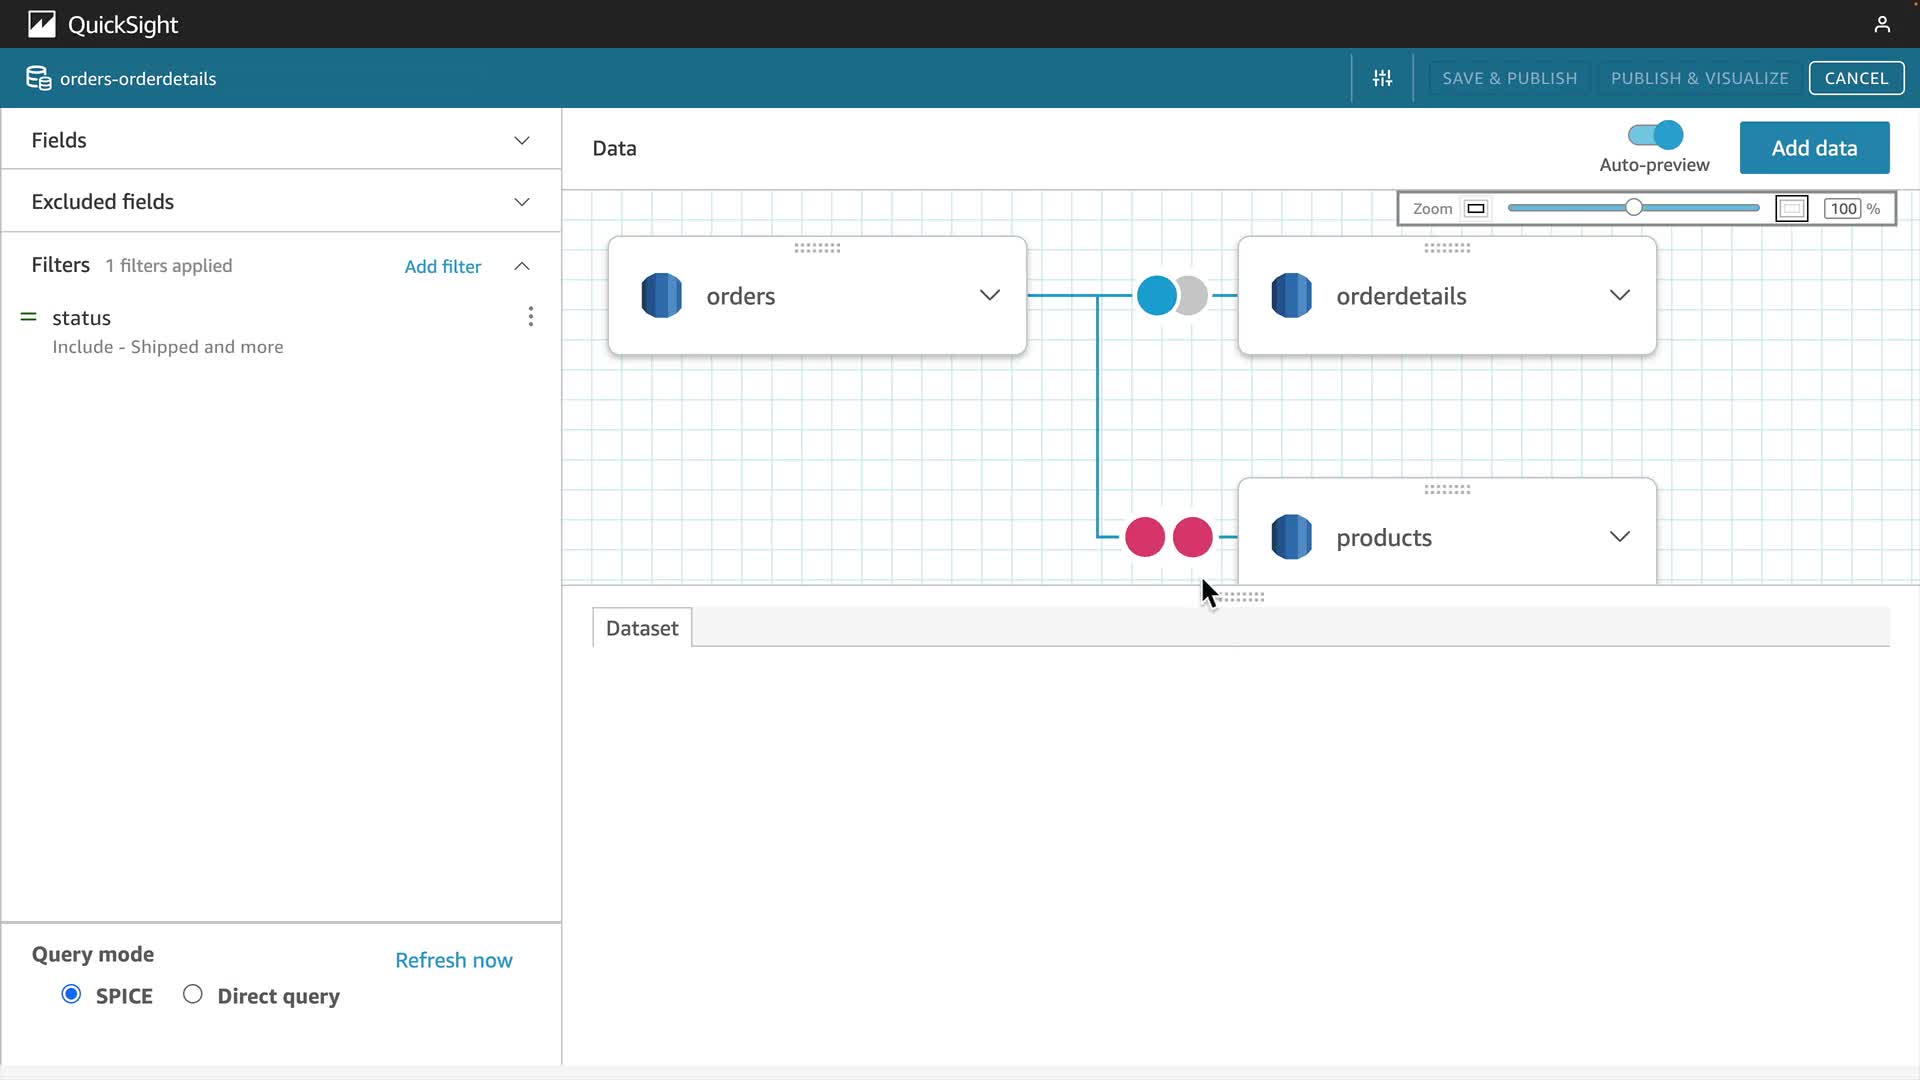 QuickSight
orders-orderdetails
SAVE & PUBLISH
PUBLISH & VISUALIZE
CANCEL
Fields
Excluded fields
Filters 1 filters applied Add filter
status
Include - Shipped and more
Query mode
Refresh now
SPICE
Direct query
Data
Auto-preview
Add data
Zoom
100 %
orders
orderdetails
products
Dataset